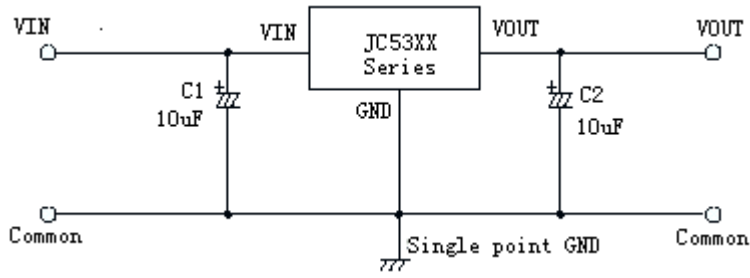 VIN
VIN
JC53XX
Series
VOUT
VOUT
+
C1
10uF
GND
+
C2
10uF
Common
Single point GND
Common